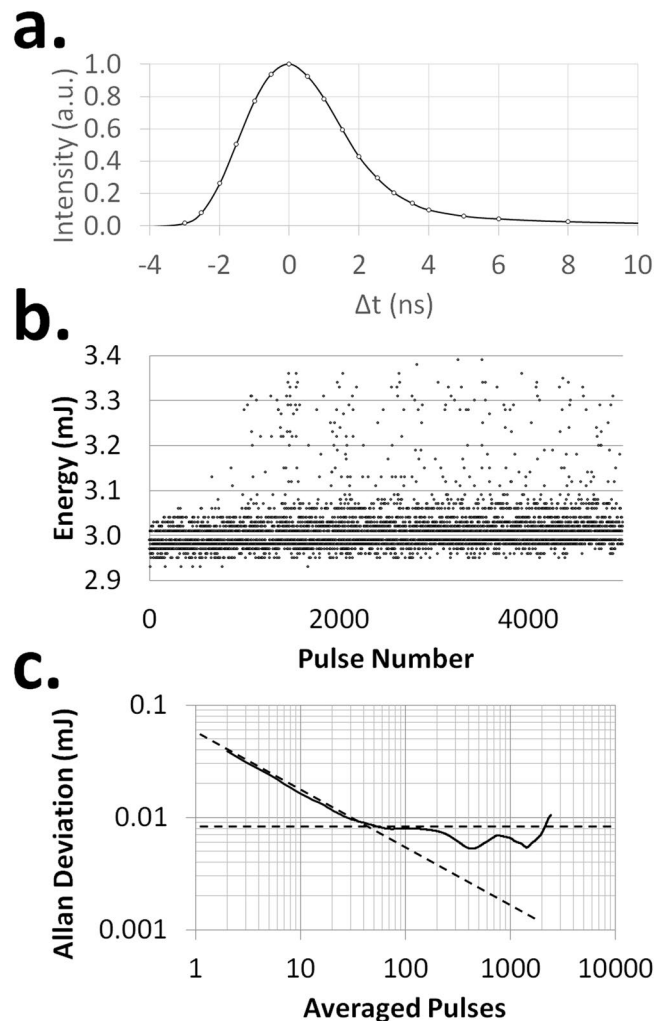 a.
Intensity (a.u.)
1.0
0.8
0.6
0.4
0.2
0.0
-4 -2 0 2 4 6 8 10
Δt (ns)
b.
Energy (mJ)
3.4
3.3
3.2
3.1
3.0
2.9
0 2000 4000
Pulse Number
c.
Allan Deviation (mJ)
0.1
0.01
0.001
1 10 100 1000 10000
Averaged Pulses